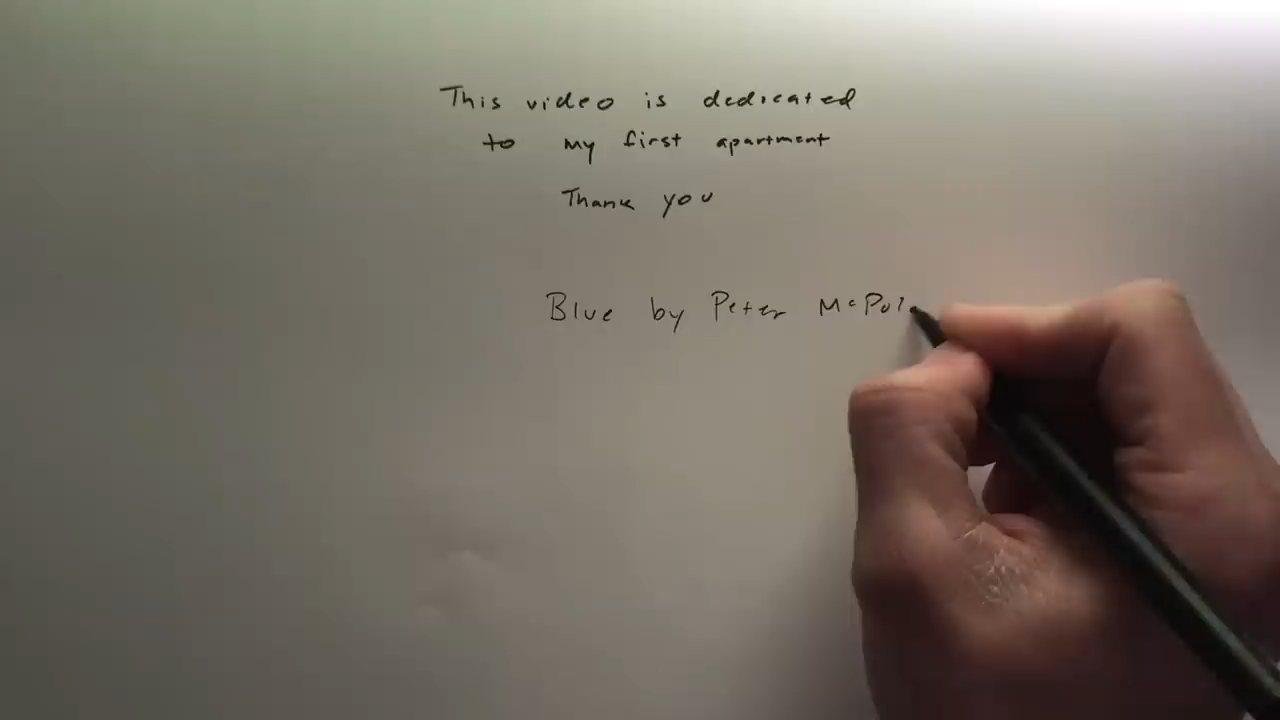 This video is dedicated
to my first apartment
Thank you
Blue by Peter